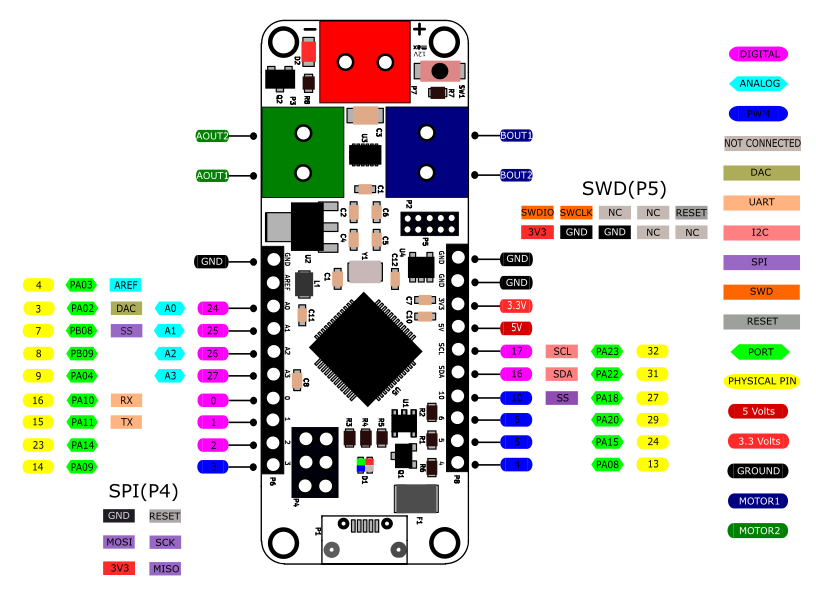 DIGITAL
ANALOG
PWM
NOT CONNECTED
DAC
UART
I2C
SPI
SWD
RESET
PORT
PHYSICAL PIN
5 Volts
3.3 Volts
GROUND
MOTOR1
MOTOR2
− +
12V max
D2 Q2 R8 P3 P7 R7 SW1
AOUT2 BOUT1
AOUT1 BOUT2
C3 U3 C1
C2 C6 P2
C4 C5 P5
U2 Y1 U4
SWD(P5)
SWDIO SWCLK NC NC RESET
3V3 GND GND NC NC
GND GND GND GND
4 PA03 AREF AREF GND GND
3 PA02 DAC A0 24 A0 3V3 3.3V
7 PB08 SS A1 25 A1 5V 5V
8 PB09 A2 26 A2 SCL 17 SCL PA23 32
9 PA04 A3 27 A3 SDA 16 SDA PA22 31
16 PA10 RX 0 0 10 10 SS PA18 27
15 PA11 TX 1 1 6 6 PA20 29
23 PA14 2 2 5 5 PA15 24
14 PA09 3 3 4 4 PA08 13
L1 C1 C12 C7 C10
C11 C8 U5
R3 R4 R5 U1 R2 R1
D1 Q1 R6
P6 P4 P8
P1 F1
SPI(P4)
GND RESET
MOSI SCK
3V3 MISO